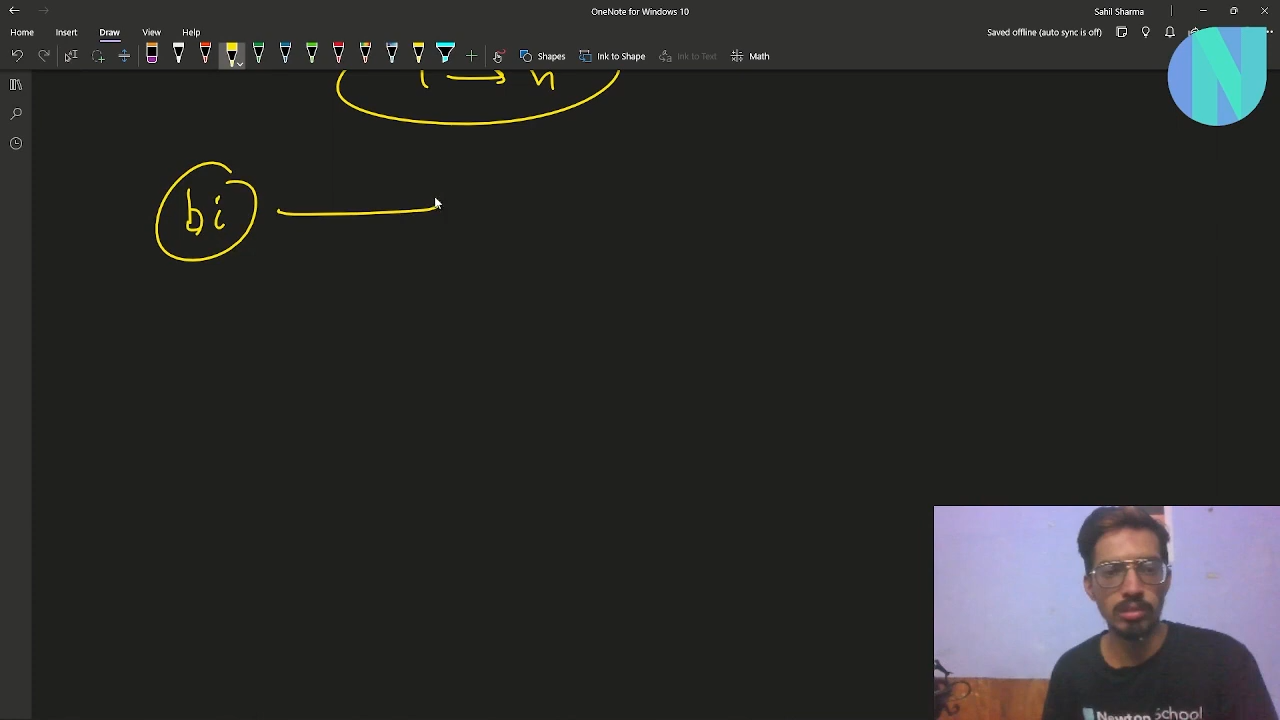 OneNote for Windows 10
Sahil Sharma
Home Insert Draw View Help
Saved offline (auto sync is off)
Shapes Ink to Shape Ink to Text Math
1 → n
bi
Newton School